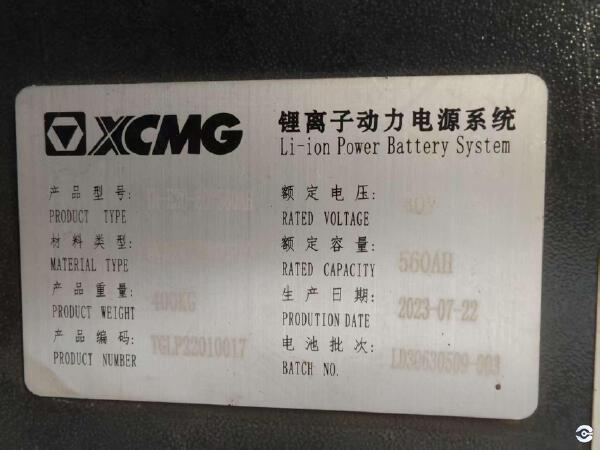 XCMG 锂离子动力电源系统
Li-ion Power Battery System
产品型号: 额定电压:
PRODUCT TYPE RATED VOLTAGE
材料类型: 额定容量: 560AH
MATERIAL TYPE RATED CAPACITY
产品重量: 400KG 生产日期: 2023-07-22
PRODUCT WEIGHT PRODUTION DATE
产品编码: TGLP22010017 电池批次: LD30630509-003
PRODUCT NUMBER BATCH NO.